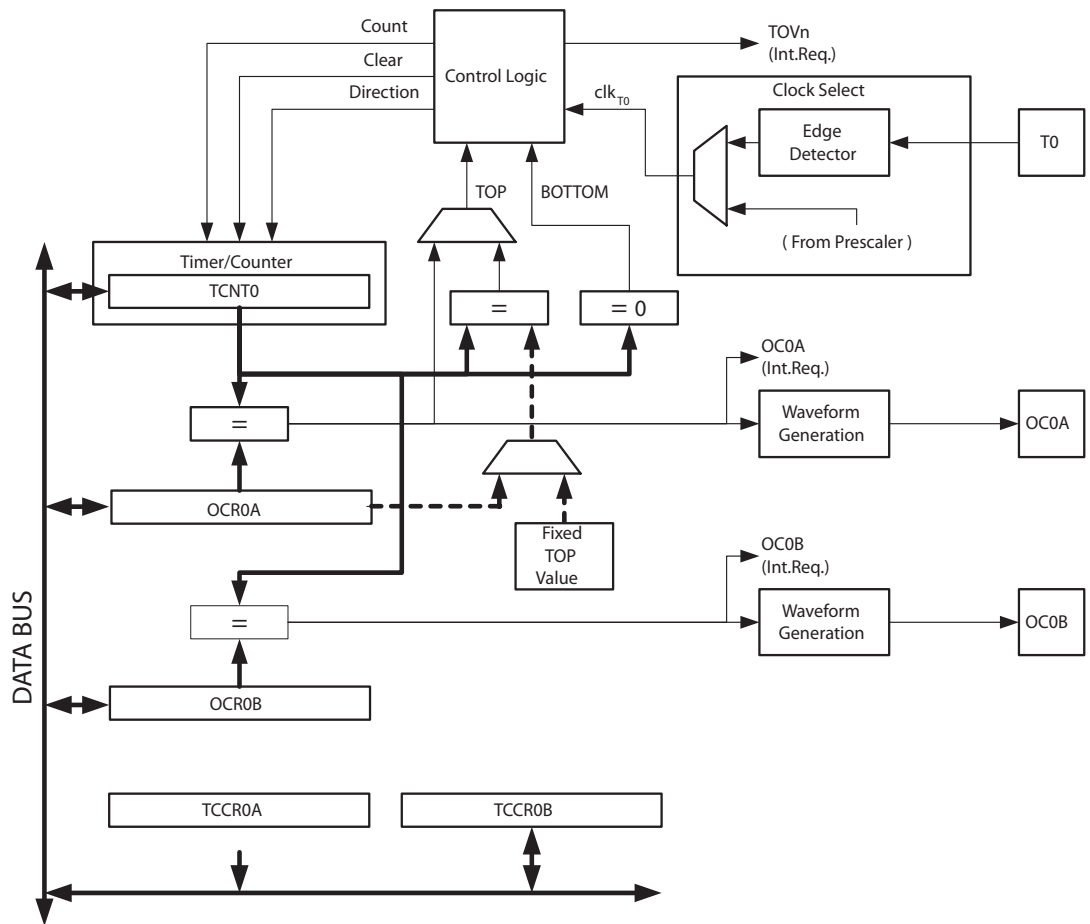 Count
Clear
Direction
Control Logic
TOVn
(Int.Req.)
clkT0
Clock Select
Edge
Detector
T0
( From Prescaler )
TOP
BOTTOM
Timer/Counter
TCNT0
=
= 0
OC0A
(Int.Req.)
=
Waveform
Generation
OC0A
OCR0A
Fixed
TOP
Value
OC0B
(Int.Req.)
=
Waveform
Generation
OC0B
OCR0B
DATA BUS
TCCR0A
TCCR0B